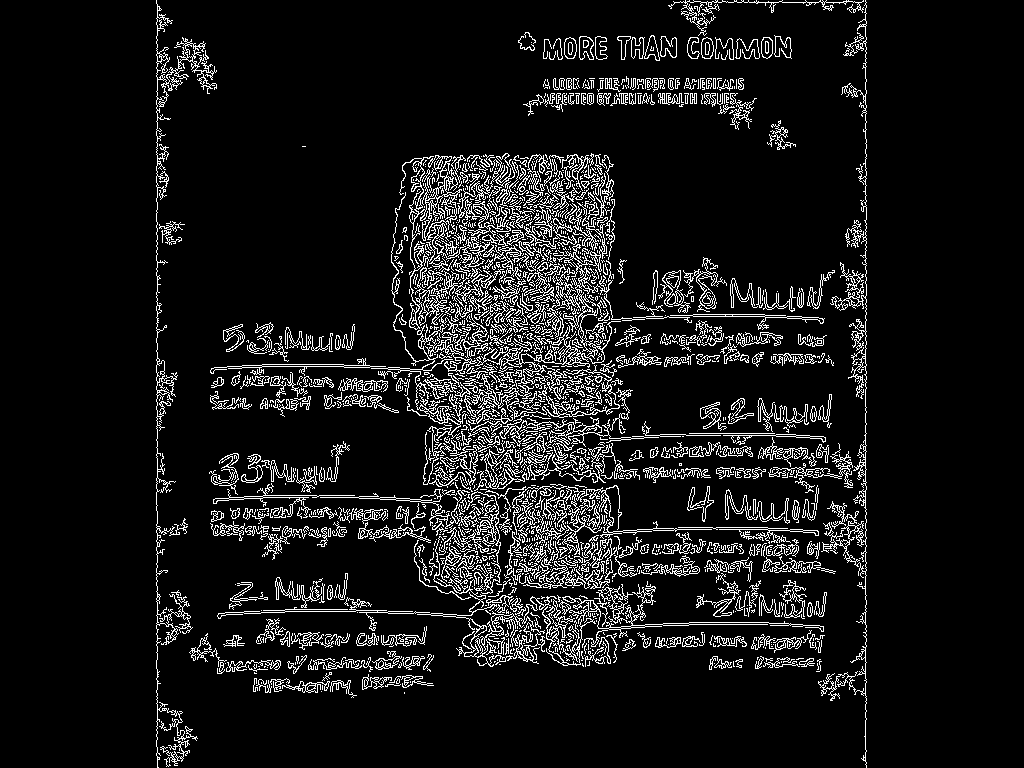 * MORE THAN COMMON
A LOOK AT THE NUMBER OF AMERICANS
AFFECTED BY MENTAL HEALTH ISSUES
18.8 MILLION
# OF AMERICAN ADULTS WHO
SUFFER FROM SOME FORM OF DEPRESSION
5.3 MILLION
# OF AMERICAN ADULTS AFFECTED BY
SOCIAL ANXIETY DISORDER
5.2 MILLION
# OF AMERICAN ADULTS AFFECTED BY
POST TRAUMATIC STRESS DISORDER
3.3 MILLION
# OF AMERICAN ADULTS AFFECTED BY
OBSESSIVE-COMPULSIVE DISORDER
4 MILLION
# OF AMERICAN ADULTS AFFECTED BY
GENERALIZED ANXIETY DISORDER
2 MILLION
# OF AMERICAN CHILDREN
DIAGNOSED W/ ATTENTION-DEFICIT/
HYPER-ACTIVITY DISORDER
2.4 MILLION
# OF AMERICAN ADULTS AFFECTED BY
PANIC DISORDERS